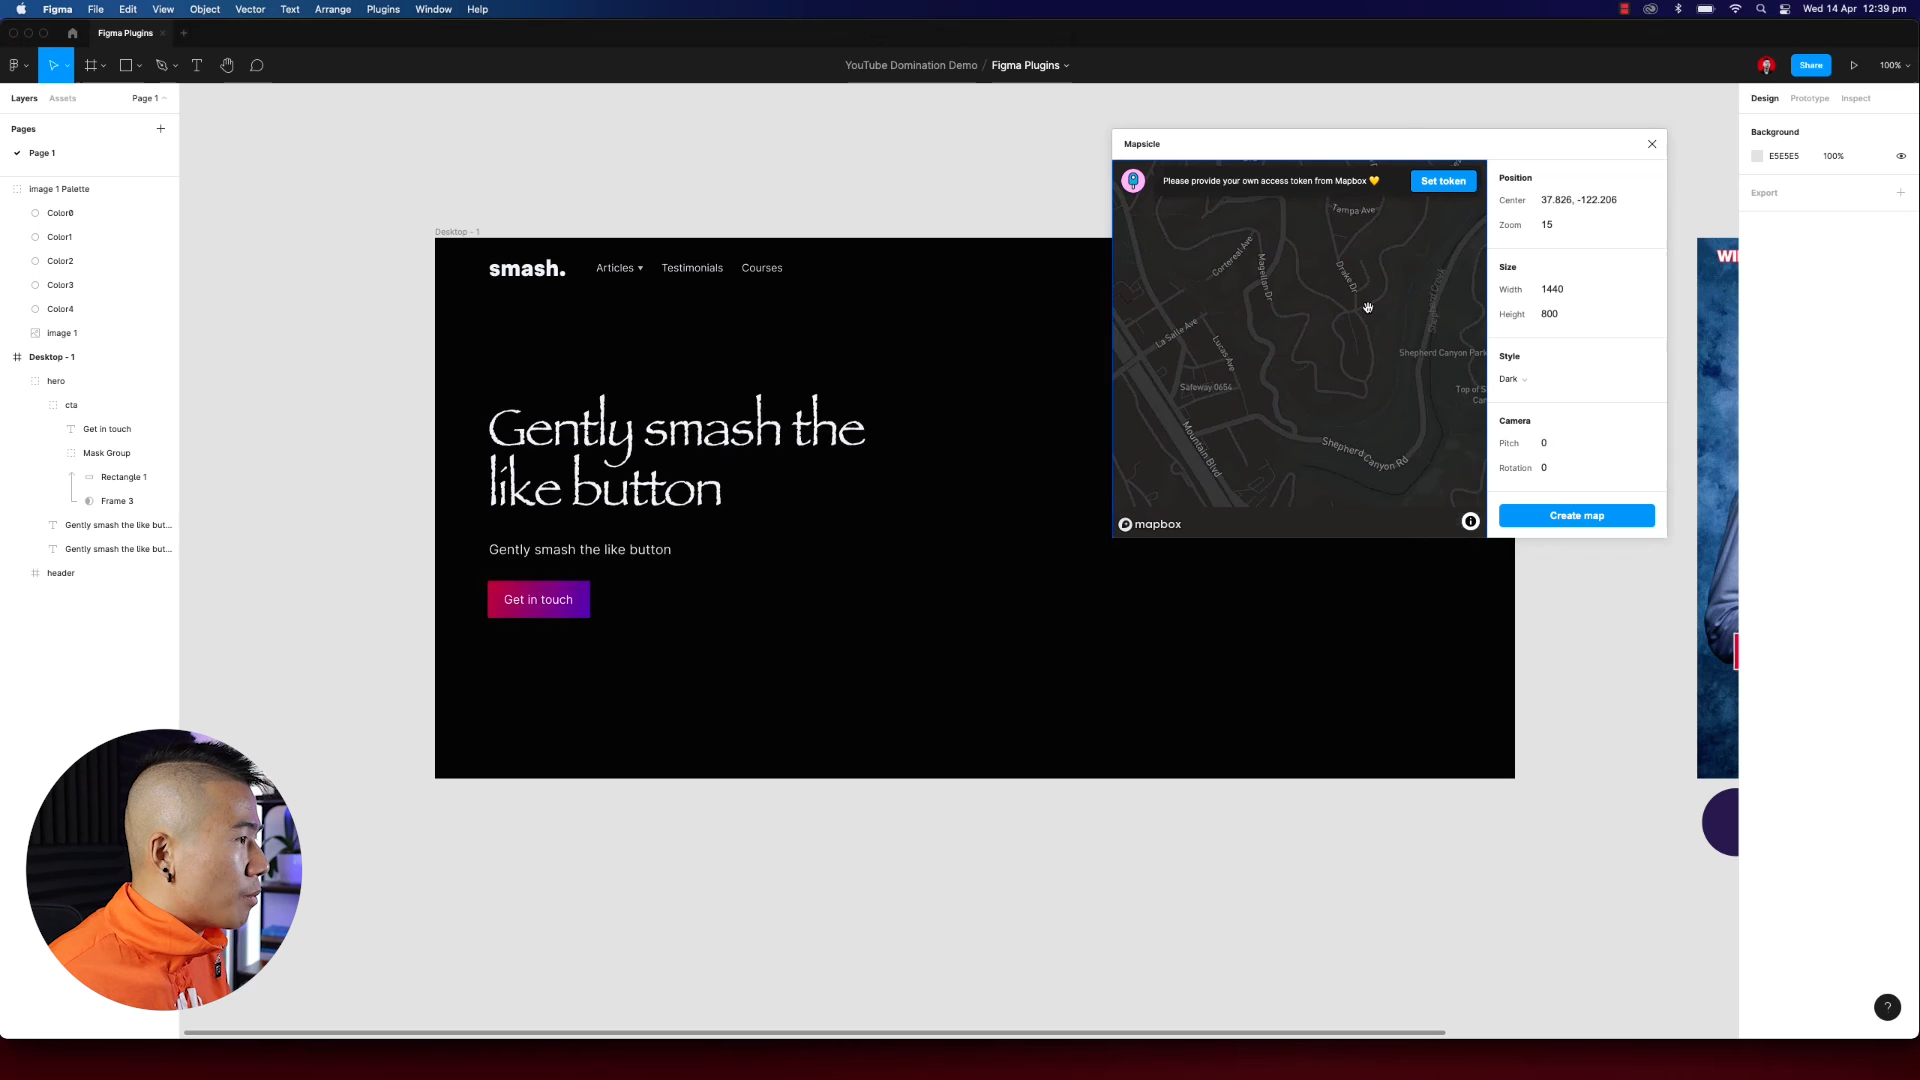 Figma File Edit View Object Vector Text Arrange Plugins Window Help
Wed 14 Apr 12:39 pm
Figma Plugins
YouTube Domination Demo / Figma Plugins
Share
100%
Layers Assets Page 1
Pages
Page 1
image 1 Palette
Color0
Color1
Color2
Color3
Color4
image 1
Desktop - 1
hero
cta
Get in touch
Mask Group
Rectangle 1
Frame 3
Gently smash the like but...
Gently smash the like but...
header
Desktop - 1
smash. Articles Testimonials Courses
Gently smash the
like button
Gently smash the like button
Get in touch
Mapsicle
Please provide your own access token from Mapbox 💛
Set token
Tampa Ave
Cortereal Ave
Magellan Dr
Drake Dr
Shepherd Creek
La Salle Ave
Lucas Ave
Shepherd Canyon Park
Safeway 0654
Top of S
Can
Mountain Blvd
Shepherd Canyon Rd
mapbox
Position
Center 37.826, -122.206
Zoom 15
Size
Width 1440
Height 800
Style
Dark
Camera
Pitch 0
Rotation 0
Create map
WI
Design Prototype Inspect
Background
E5E5E5 100%
Export
?